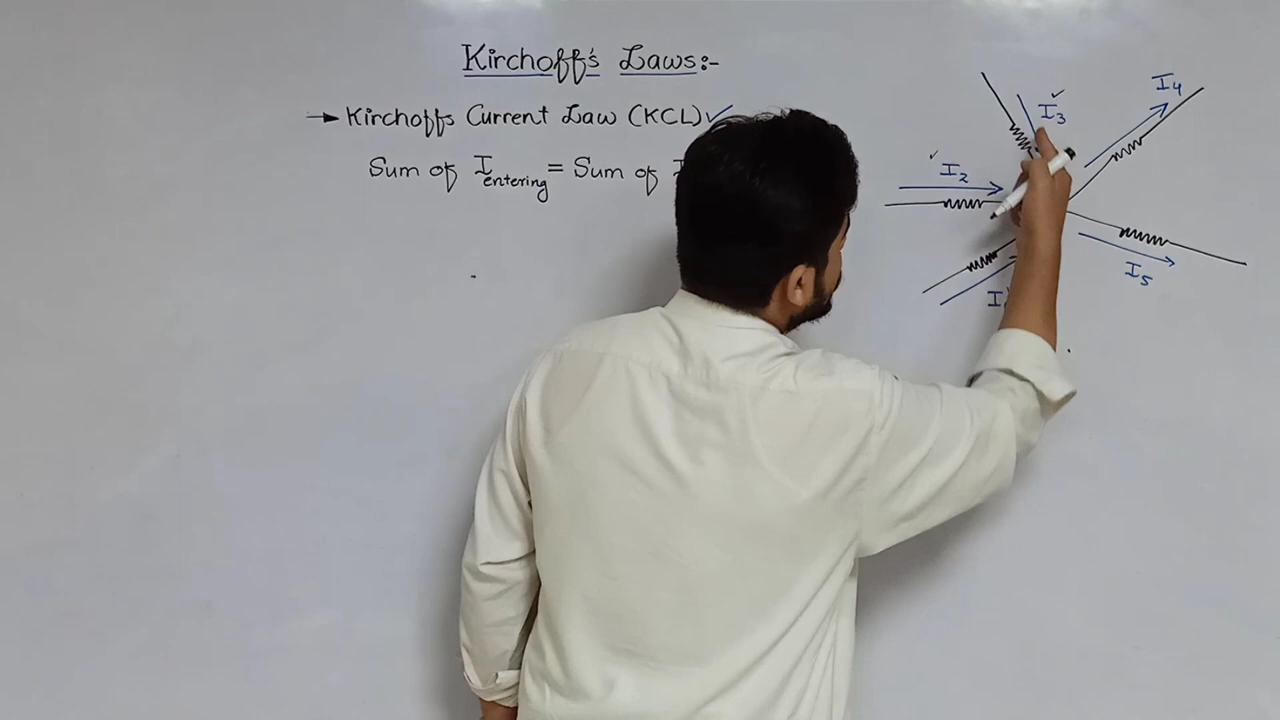 Kirchoff's Laws:-
→ Kirchoffs Current Law (KCL) ✓
Sum of I entering = Sum of
I₃
I₄
I₂
I₅
I